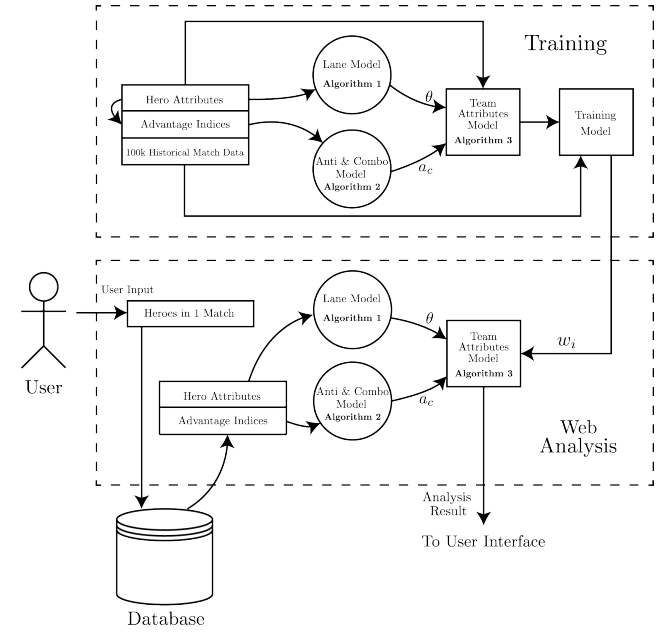 Training
Lane Model
Algorithm 1
Hero Attributes
Advantage Indices
100k Historical Match Data
θ
Team
Attributes
Model
Algorithm 3
Training
Model
Anti & Combo
Model
Algorithm 2
a_c
User Input
Heroes in 1 Match
User
Lane Model
Algorithm 1
θ
Team
Attributes
Model
Algorithm 3
w_i
Hero Attributes
Advantage Indices
Anti & Combo
Model
Algorithm 2
a_c
Web
Analysis
Analysis
Result
To User Interface
Database